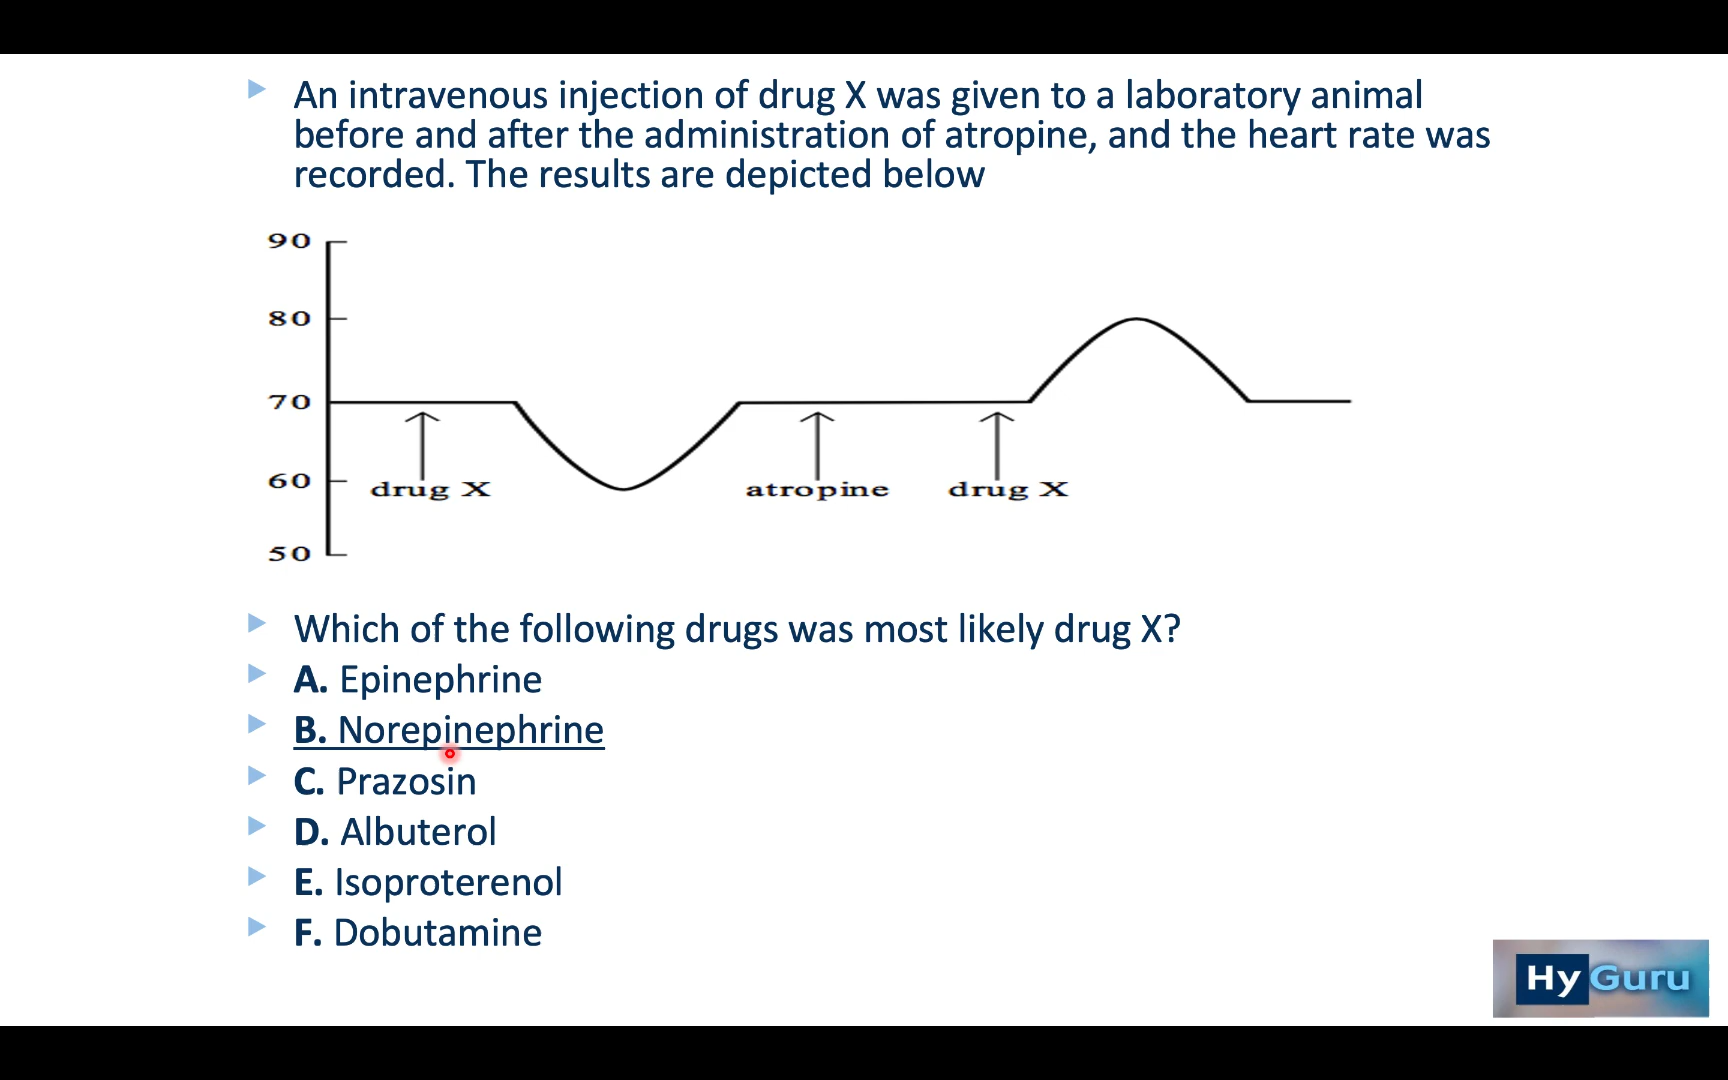 An intravenous injection of drug X was given to a laboratory animal
before and after the administration of atropine, and the heart rate was
recorded. The results are depicted below
90
80
70
60
50
drug X
atropine
drug X
Which of the following drugs was most likely drug X?
A. Epinephrine
B. Norepinephrine
C. Prazosin
D. Albuterol
E. Isoproterenol
F. Dobutamine
HyGuru